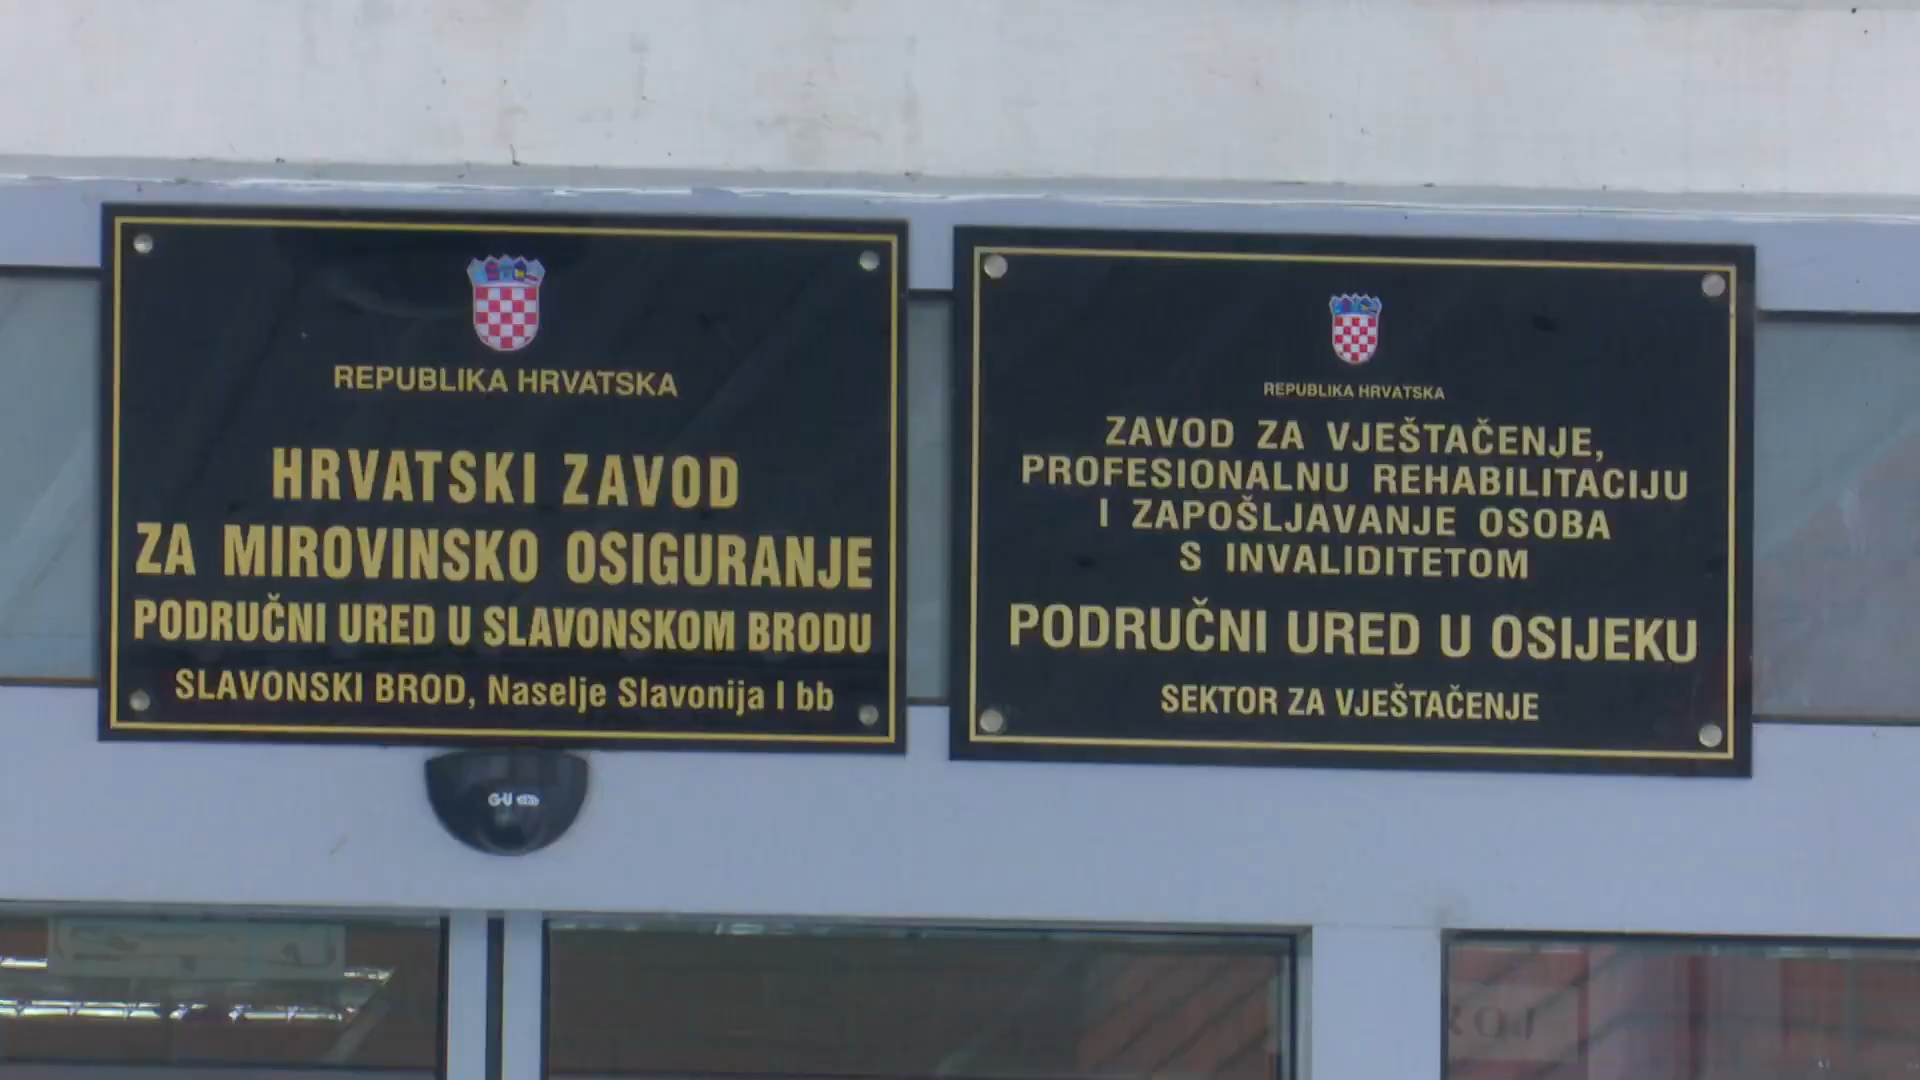 REPUBLIKA HRVATSKA
HRVATSKI ZAVOD
ZA MIROVINSKO OSIGURANJE
PODRUČNI URED U SLAVONSKOM BRODU
SLAVONSKI BROD, Naselje Slavonija I bb
REPUBLIKA HRVATSKA
ZAVOD ZA VJEŠTAČENJE,
PROFESIONALNU REHABILITACIJU
I ZAPOŠLJAVANJE OSOBA
S INVALIDITETOM
PODRUČNI URED U OSIJEKU
SEKTOR ZA VJEŠTAČENJE
G-U